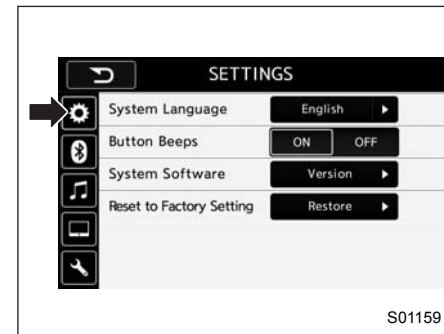 SETTINGS
System Language English
Button Beeps ON OFF
System Software Version
Reset to Factory Setting Restore
S01159